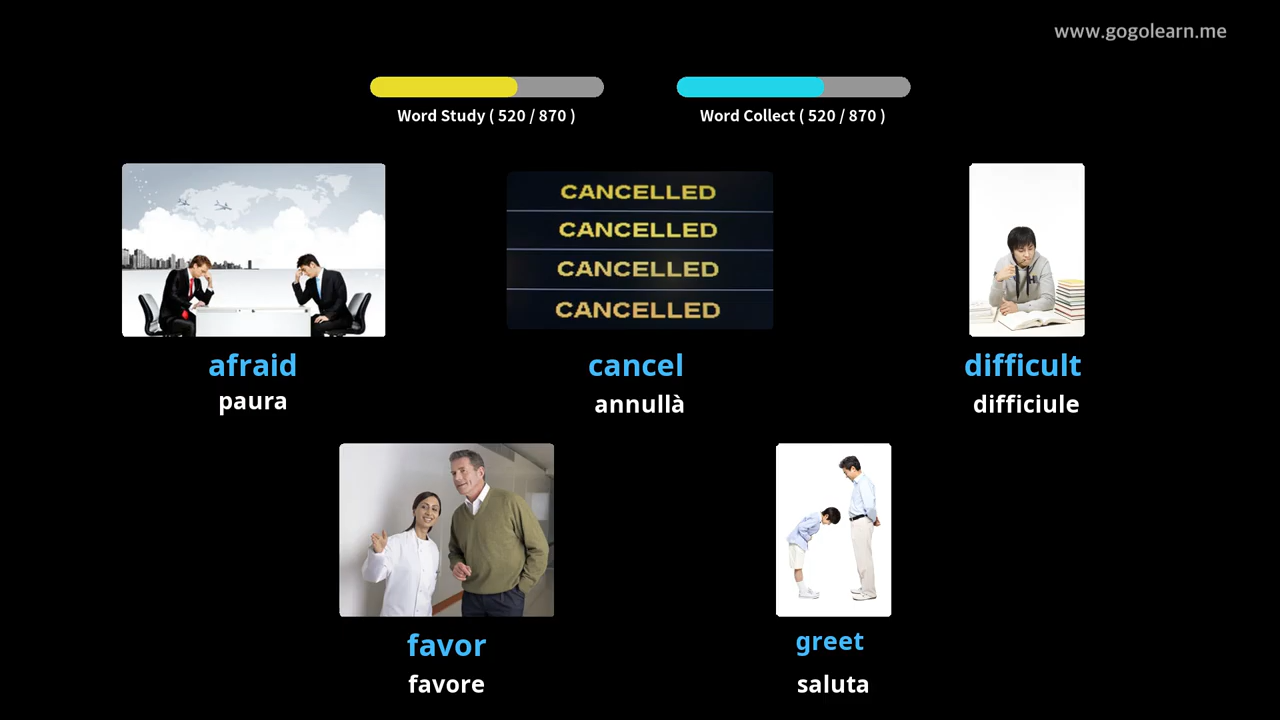 www.gogolearn.me
Word Study ( 520 / 870 )
Word Collect ( 520 / 870 )
CANCELLED
CANCELLED
CANCELLED
CANCELLED
afraid
paura
cancel
annullà
difficult
difficiule
favor
favore
greet
saluta